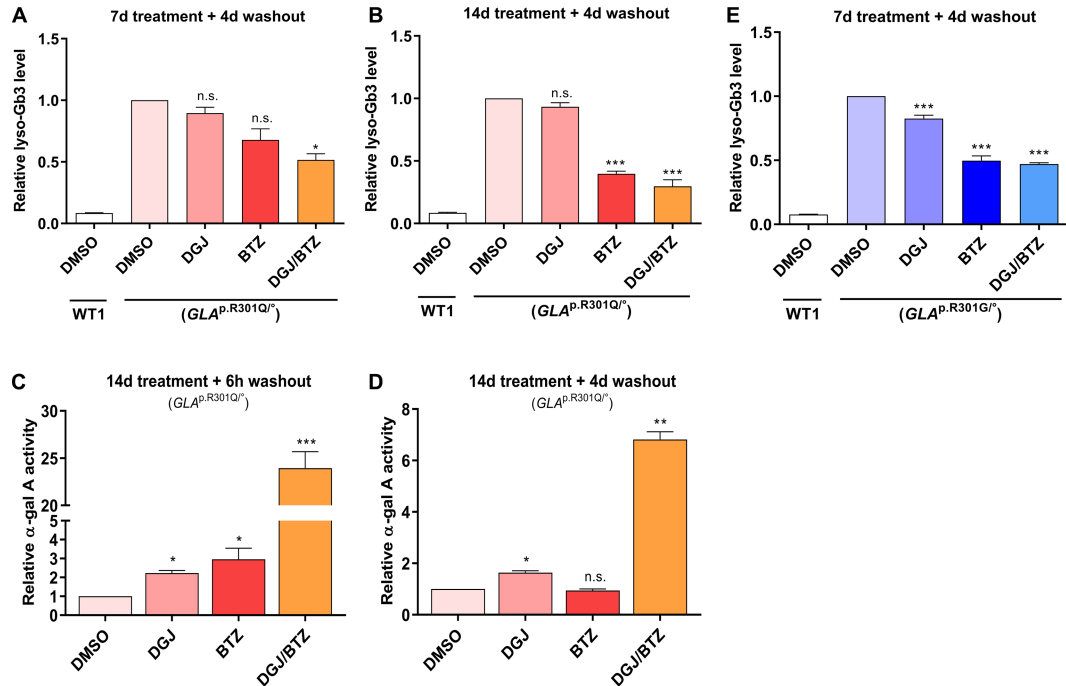 A
7d treatment + 4d washout
Relative lyso-Gb3 level
1.5
1.0
0.5
0.0
n.s.
n.s.
*
DMSO
DMSO
DGJ
BTZ
DGJ/BTZ
WT1
(GLAp.R301Q/°)
B
14d treatment + 4d washout
Relative lyso-Gb3 level
1.5
1.0
0.5
0.0
n.s.
***
***
DMSO
DMSO
DGJ
BTZ
DGJ/BTZ
WT1
(GLAp.R301Q/°)
E
7d treatment + 4d washout
Relative lyso-Gb3 level
1.5
1.0
0.5
0.0
***
***
***
DMSO
DMSO
DGJ
BTZ
DGJ/BTZ
WT1
(GLAp.R301G/°)
C
14d treatment + 6h washout
(GLAp.R301Q/°)
Relative α-gal A activity
30
25
20
5
4
3
2
1
0
*
*
***
DMSO
DGJ
BTZ
DGJ/BTZ
D
14d treatment + 4d washout
(GLAp.R301Q/°)
Relative α-gal A activity
8
6
4
2
0
*
n.s.
**
DMSO
DGJ
BTZ
DGJ/BTZ